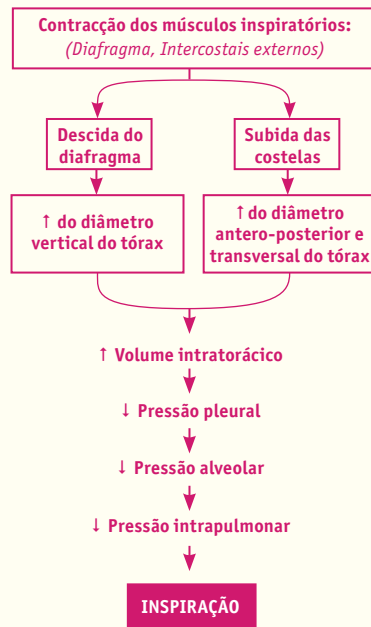 Contracção dos músculos inspiratórios:
(Diafragma, Intercostais externos)
Descida do
diafragma
Subida das
costelas
↑ do diâmetro
vertical do tórax
↑ do diâmetro
antero-posterior e
transversal do tórax
↑ Volume intratorácico
↓ Pressão pleural
↓ Pressão alveolar
↓ Pressão intrapulmonar
INSPIRAÇÃO